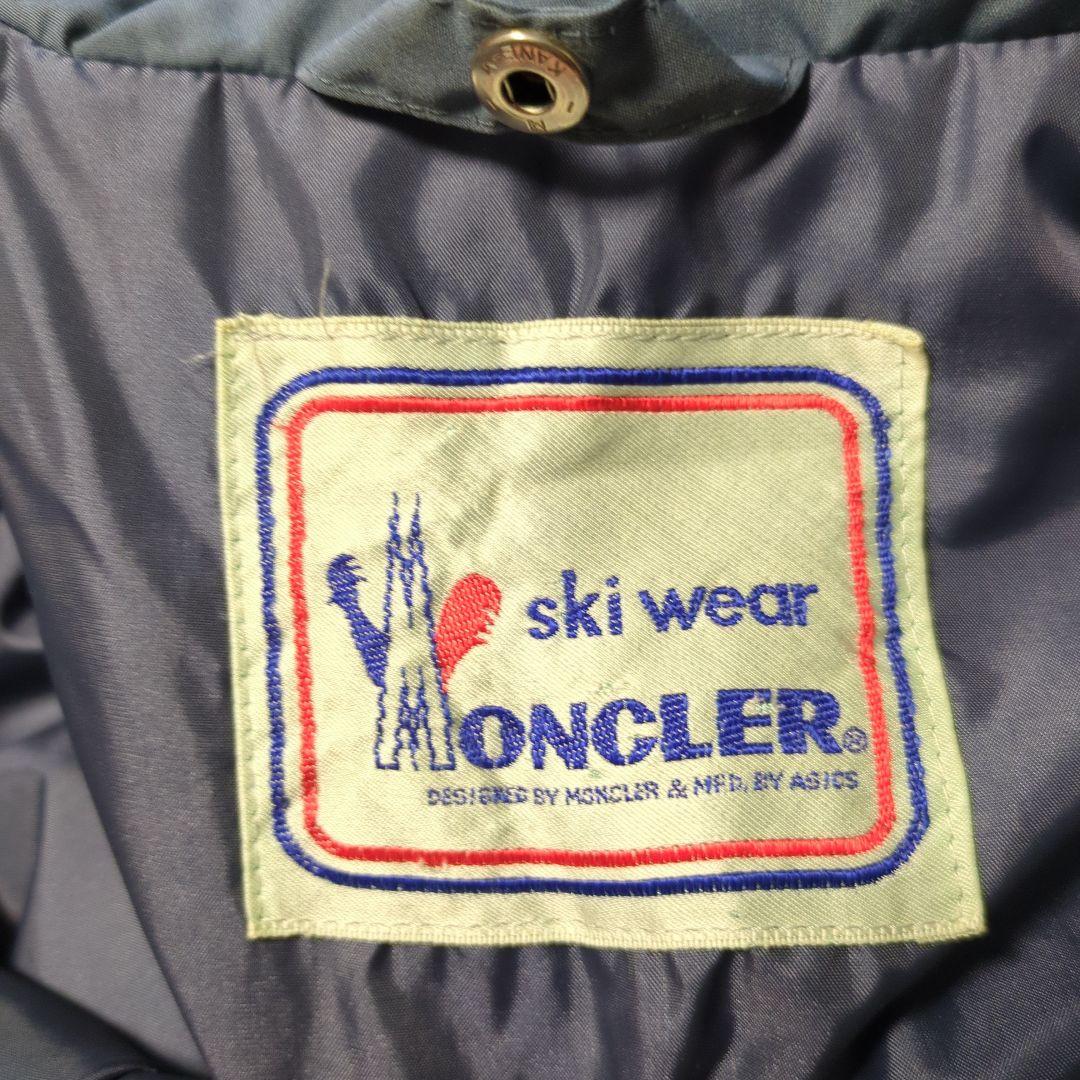 ski wear
MONCLER®
DESIGNED BY MONCLER & MFD. BY ASICS